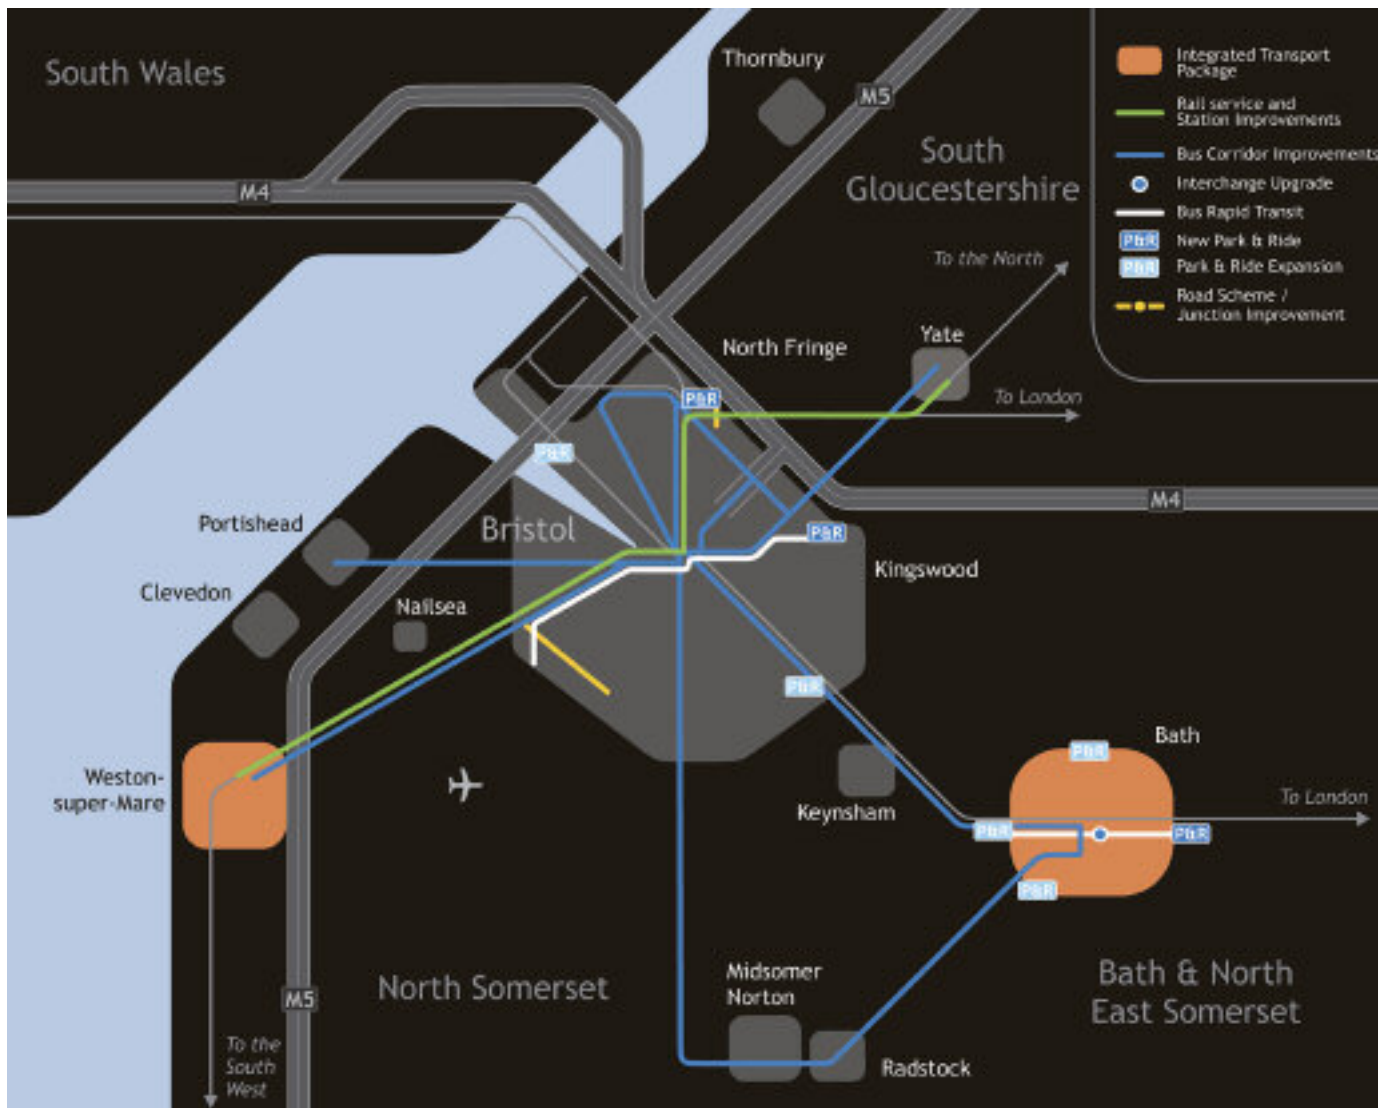 South Wales
Thornbury
M5
South
Gloucestershire
M4
To the North
North Fringe
Yate
To London
P&R
P&R
Portishead
Bristol
P&R
M4
Clevedon
Nailsea
Kingswood
P&R
Weston-
super-Mare
Keynsham
P&R
Bath
To London
P&R
P&R
P&R
North Somerset
M5
Midsomer
Norton
Radstock
Bath & North
East Somerset
To the
South
West
Integrated Transport
Package
Rail service and
Station Improvements
Bus Corridor Improvements
Interchange Upgrade
Bus Rapid Transit
P&R
New Park & Ride
P&R
Park & Ride Expansion
Road Scheme /
Junction Improvement